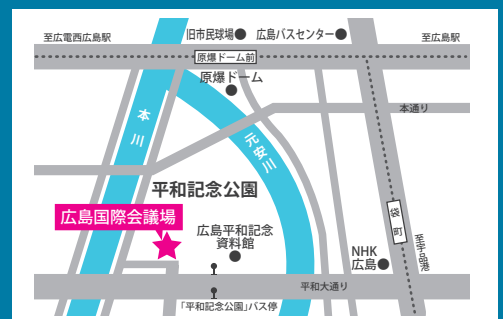 至広電西広島駅
旧市民球場
広島バスセンター
至広島駅
原爆ドーム前
原爆ドーム
本通り
本川
元安川
平和記念公園
広島国際会議場
広島平和記念
資料館
袋町
NHK
広島
至宇品港
平和大通り
「平和記念公園」バス停